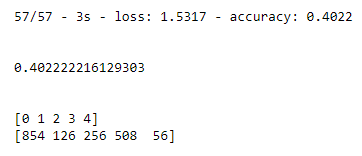 57/57 - 3s - loss: 1.5317 - accuracy: 0.4022
0.402222216129303
[0 1 2 3 4]
[854 126 256 508  56]